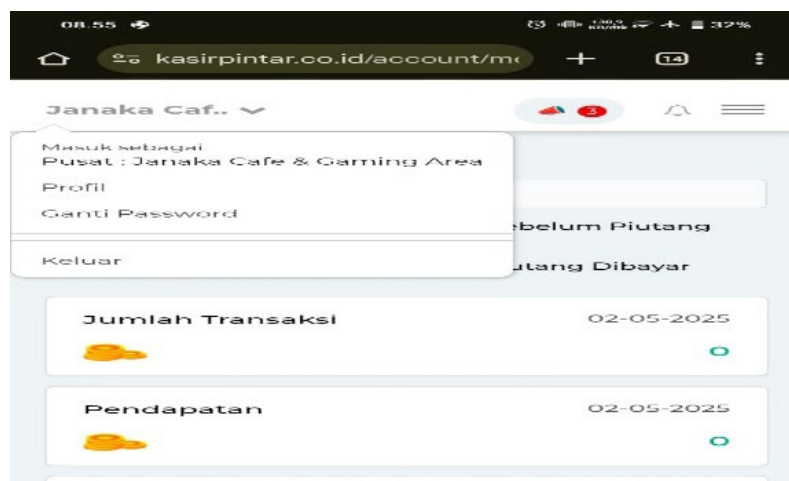 08.55
32%
kasirpintar.co.id/account/m
14
Janaka Caf..
3
Masuk sebagai
Pusat : Janaka Cafe & Gaming Area
Profil
Ganti Password
ebelum Piutang
Keluar
utang Dibayar
Jumlah Transaksi 02-05-2025
0
Pendapatan 02-05-2025
0